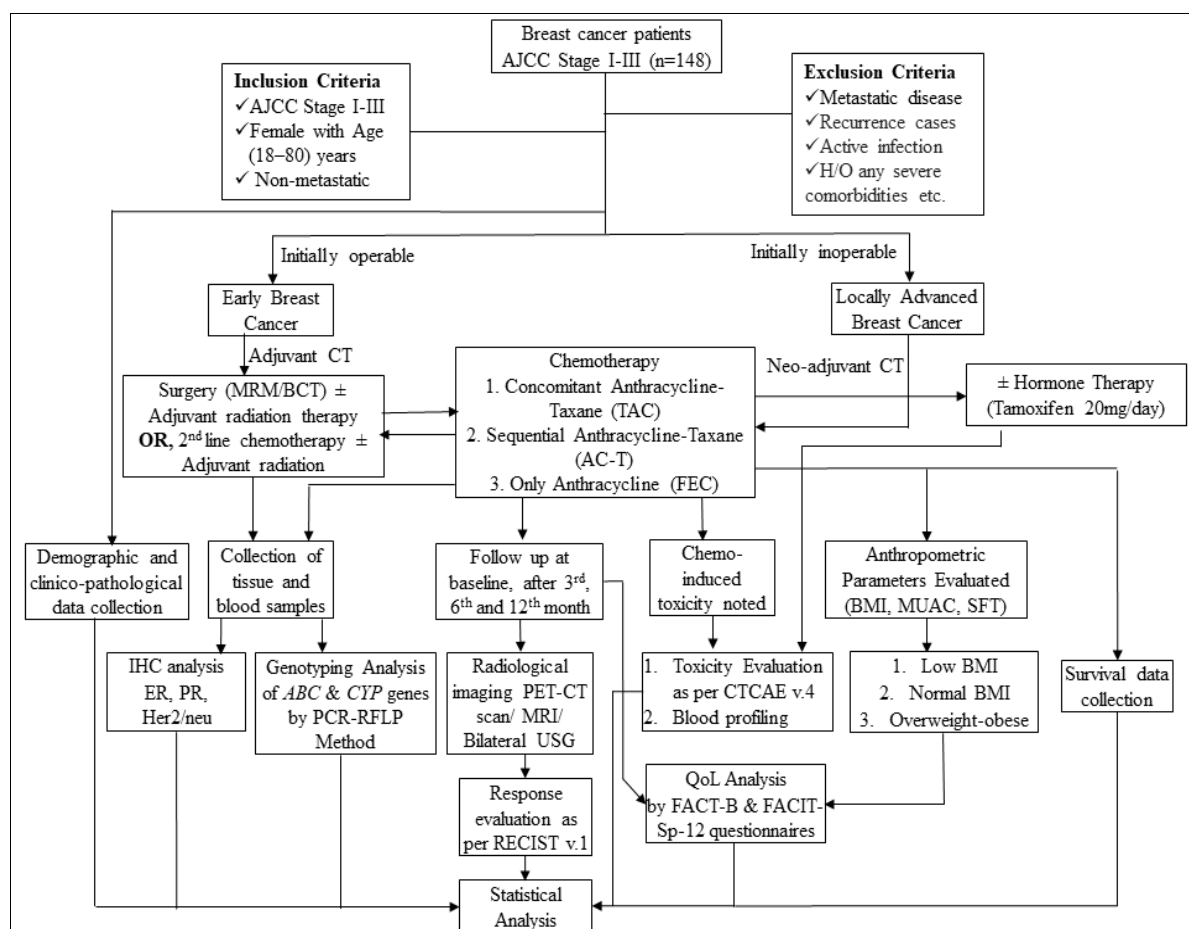 Breast cancer patients
AJCC Stage I-III (n=148)
Inclusion Criteria
✓AJCC Stage I-III
✓Female with Age
(18–80) years
✓ Non-metastatic
Exclusion Criteria
✓Metastatic disease
✓Recurrence cases
✓Active infection
✓H/O any severe
comorbidities etc.
Initially operable
Initially inoperable
Early Breast
Cancer
Locally Advanced
Breast Cancer
Adjuvant CT
Neo-adjuvant CT
Surgery (MRM/BCT) ±
Adjuvant radiation therapy
OR, 2nd line chemotherapy ±
Adjuvant radiation
Chemotherapy
1. Concomitant Anthracycline-
Taxane (TAC)
2. Sequential Anthracycline-Taxane
(AC-T)
3. Only Anthracycline (FEC)
± Hormone Therapy
(Tamoxifen 20mg/day)
Demographic and
clinico-pathological
data collection
Collection of
tissue and
blood samples
Follow up at
baseline, after 3rd,
6th and 12th month
Chemo-
induced
toxicity noted
Anthropometric
Parameters Evaluated
(BMI, MUAC, SFT)
IHC analysis
ER, PR,
Her2/neu
Genotyping Analysis
of ABC & CYP genes
by PCR-RFLP
Method
Radiological
imaging PET-CT
scan/ MRI/
Bilateral USG
1. Toxicity Evaluation
as per CTCAE v.4
2. Blood profiling
1. Low BMI
2. Normal BMI
3. Overweight-obese
Survival data
collection
Response
evaluation as
per RECIST v.1
QoL Analysis
by FACT-B & FACIT-
Sp-12 questionnaires
Statistical
Analysis